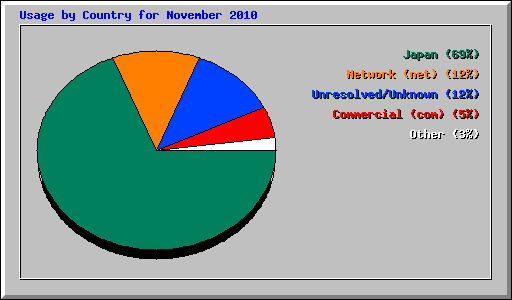 Usage by Country for November 2010
Japan (69%)
Network (net) (12%)
Unresolved/Unknown (12%)
Commercial (com) (5%)
Other (3%)